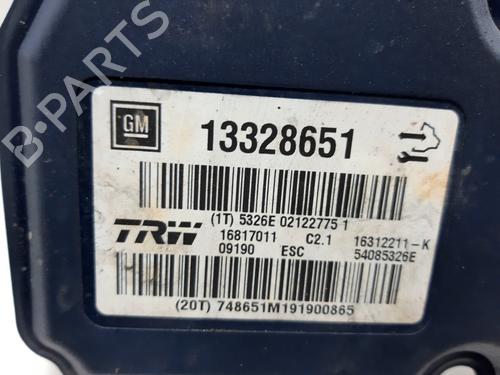 B-PARTS
GM 13328651
(1T) 5326E 02122775 1
TRW 16817011 C2.1 16312211-K
09190 ESC 54085326E
(20T) 748651M191900865